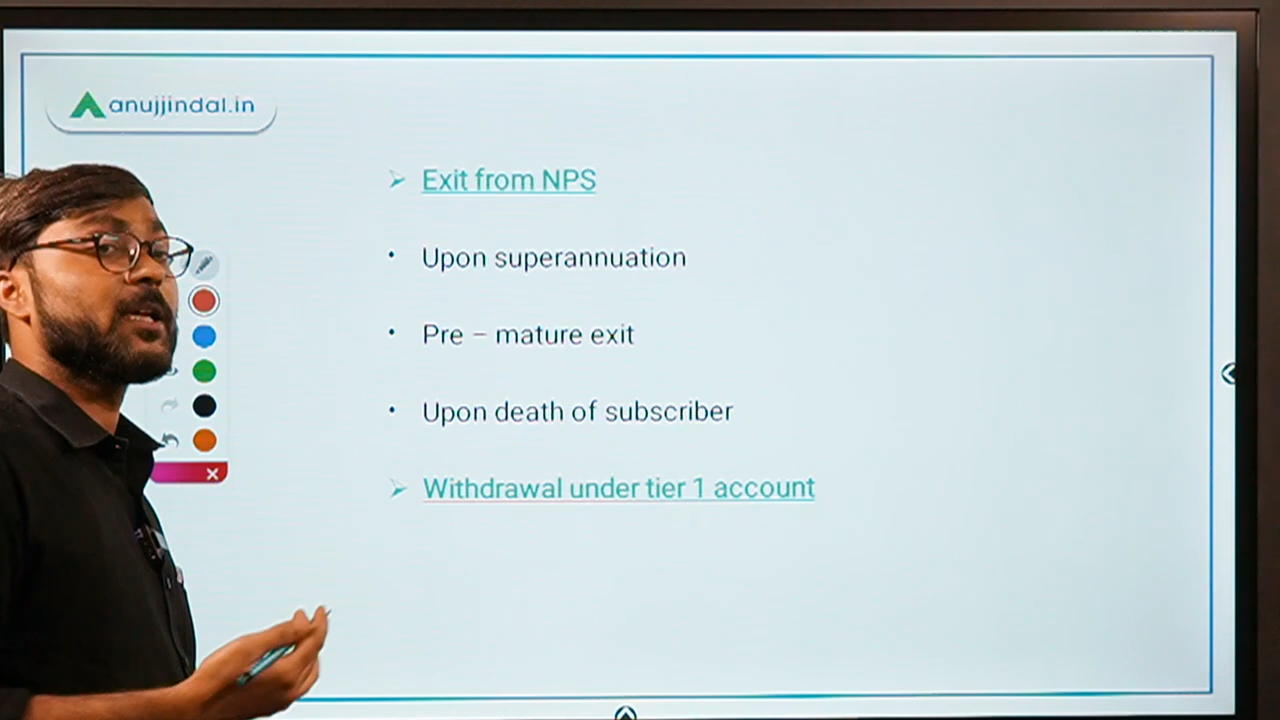 anujjindal.in
Exit from NPS
Upon superannuation
Pre – mature exit
Upon death of subscriber
Withdrawal under tier 1 account